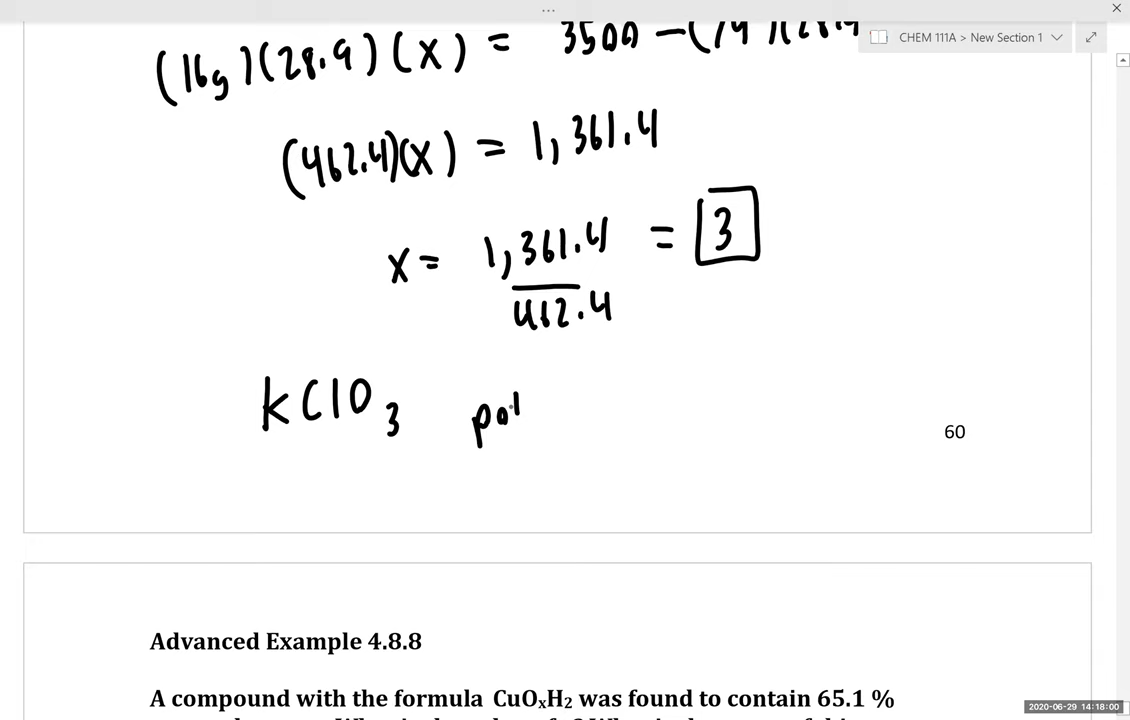 CHEM 111A > New Section 1
(16g)(28.9)(x) = 3500 -
(462.4)(x) = 1,361.4
x = 1,361.4 = 3
462.4
KClO3 pot
60
Advanced Example 4.8.8
A compound with the formula CuOxH2 was found to contain 65.1 %
2020-06-29 14:18:00